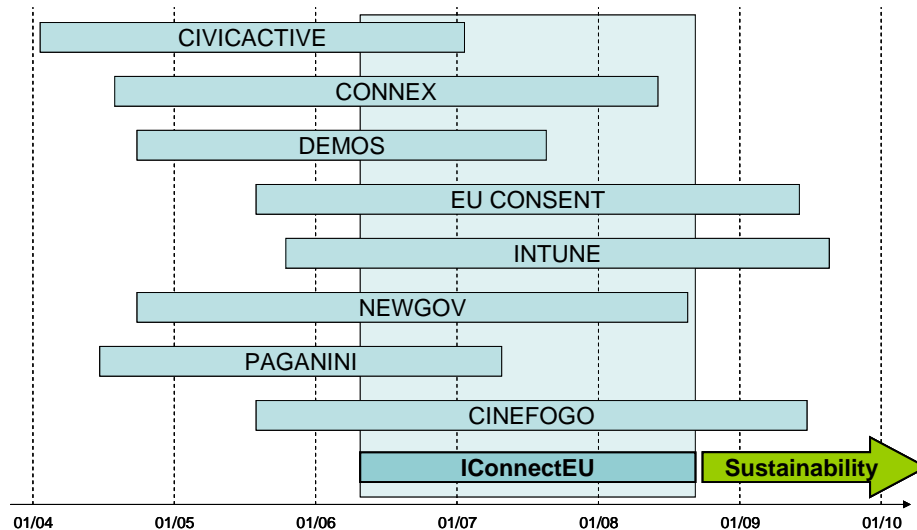 CIVICACTIVE
CONNEX
DEMOS
EU CONSENT
INTUNE
NEWGOV
PAGANINI
CINEFOGO
IConnectEU Sustainability
01/04 01/05 01/06 01/07 01/08 01/09 01/10